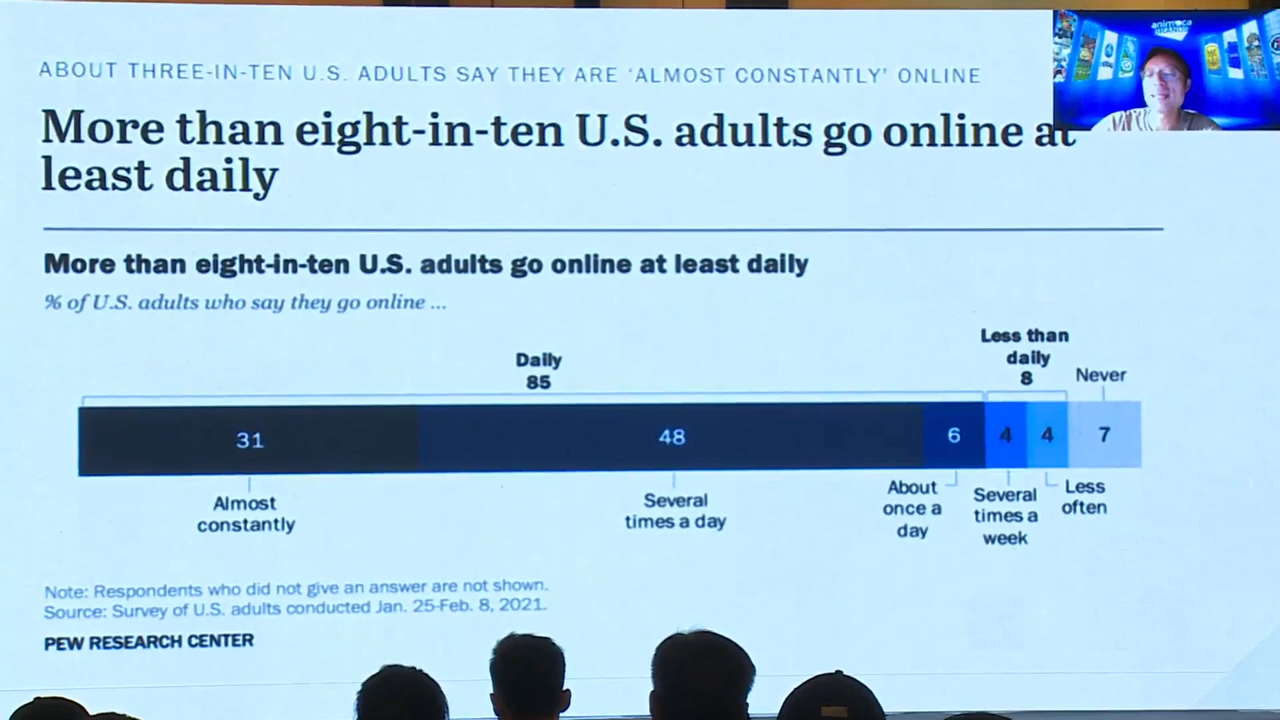 ABOUT THREE-IN-TEN U.S. ADULTS SAY THEY ARE ‘ALMOST CONSTANTLY’ ONLINE
More than eight-in-ten U.S. adults go online at
least daily
animoca
BRANDS
More than eight-in-ten U.S. adults go online at least daily
% of U.S. adults who say they go online ...
Daily
85
Less than
daily
8
Never
31
48
6
4
4
7
Almost
constantly
Several
times a day
About
once a
day
Several
times a
week
Less
often
Note: Respondents who did not give an answer are not shown.
Source: Survey of U.S. adults conducted Jan. 25-Feb. 8, 2021.
PEW RESEARCH CENTER